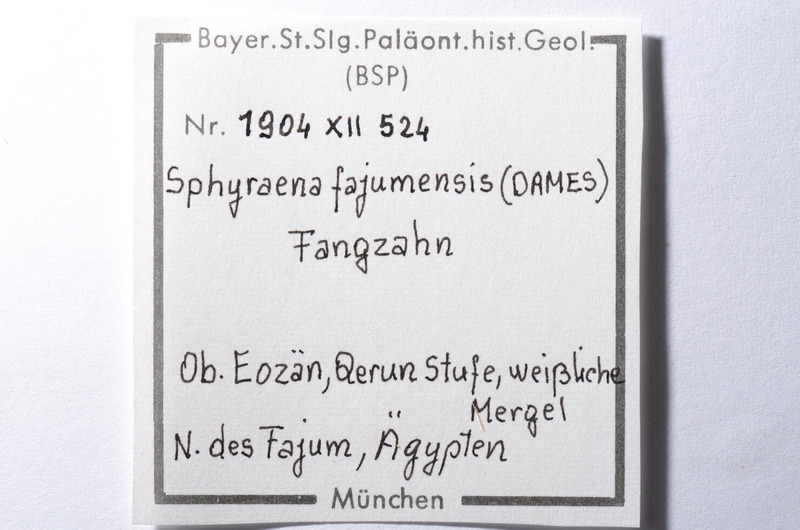 Bayer.St.Slg.Paläont.hist.Geol.
(BSP)
Nr. 1904 XII 524
Sphyraena fajumensis (DAMES)
Fangzahn
Ob. Eozän, Qerun Stufe, weißliche
Mergel
N. des Fajum, Ägypten
München